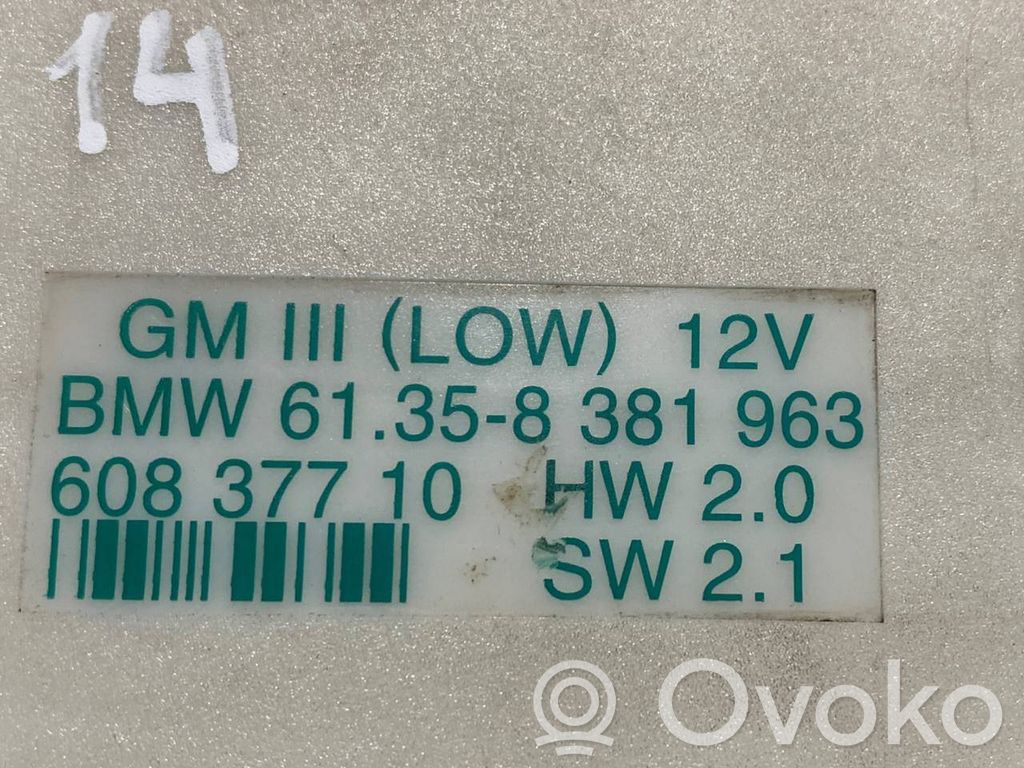 14
GM III (LOW) 12V
BMW 61.35-8 381 963
608 377 10 HW 2.0
SW 2.1
Ovoko